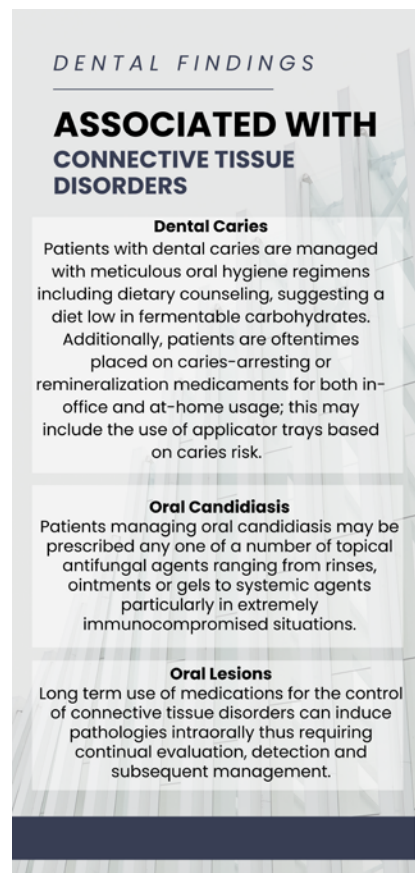 DENTAL FINDINGS
ASSOCIATED WITH
CONNECTIVE TISSUE
DISORDERS
Dental Caries
Patients with dental caries are managed
with meticulous oral hygiene regimens
including dietary counseling, suggesting a
diet low in fermentable carbohydrates.
Additionally, patients are oftentimes
placed on caries-arresting or
remineralization medicaments for both in-
office and at-home usage; this may
include the use of applicator trays based
on caries risk.
Oral Candidiasis
Patients managing oral candidiasis may be
prescribed any one of a number of topical
antifungal agents ranging from rinses,
ointments or gels to systemic agents
particularly in extremely
immunocompromised situations.
Oral Lesions
Long term use of medications for the control
of connective tissue disorders can induce
pathologies intraorally thus requiring
continual evaluation, detection and
subsequent management.